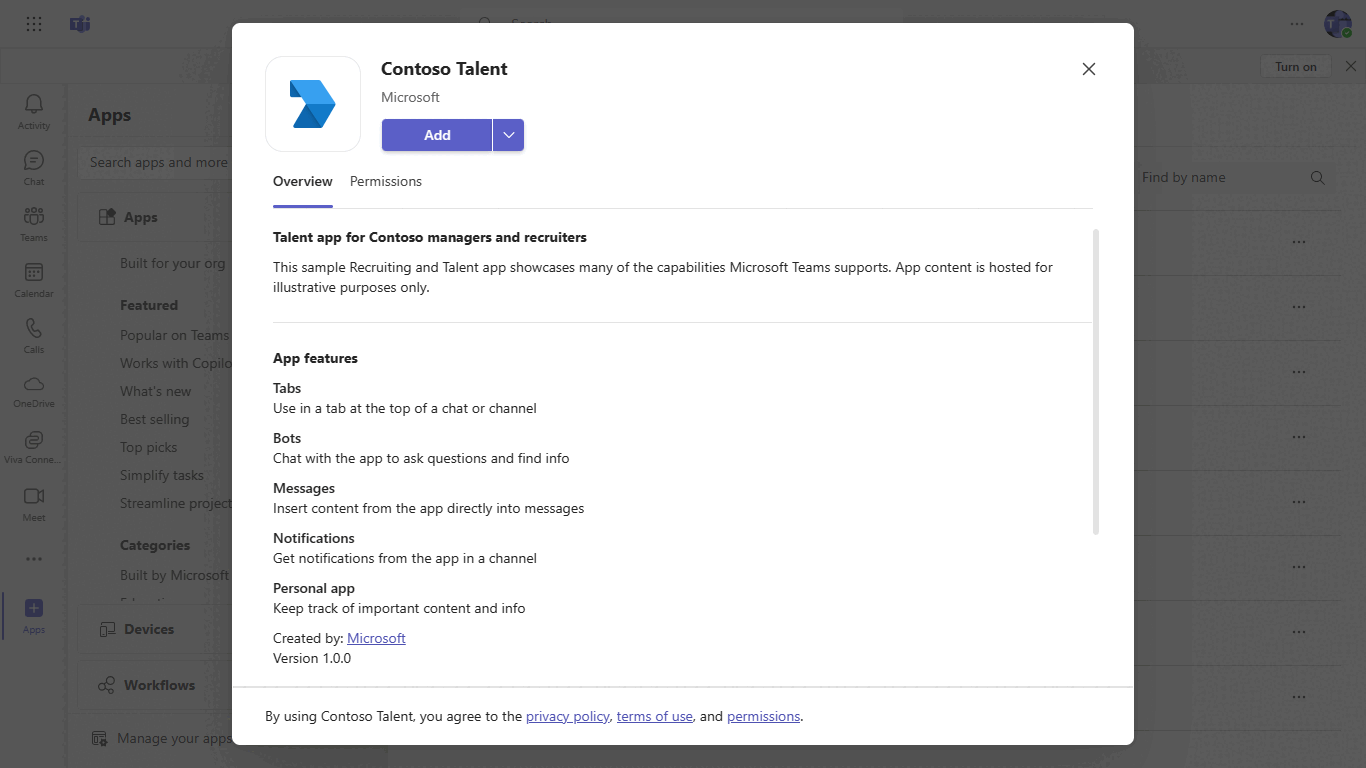 Search
Contoso Talent
Microsoft
Add
Turn on
Activity
Chat
Teams
Calendar
Calls
OneDrive
Viva Conne...
Meet
Apps
Apps
Search apps and more
Apps
Built for your org
Featured
Popular on Teams
Works with Copilo
What's new
Best selling
Top picks
Simplify tasks
Streamline project
Categories
Built by Microsoft
Devices
Workflows
Manage your apps
Overview
Permissions
Find by name
Talent app for Contoso managers and recruiters
This sample Recruiting and Talent app showcases many of the capabilities Microsoft Teams supports. App content is hosted for
illustrative purposes only.
App features
Tabs
Use in a tab at the top of a chat or channel
Bots
Chat with the app to ask questions and find info
Messages
Insert content from the app directly into messages
Notifications
Get notifications from the app in a channel
Personal app
Keep track of important content and info
Created by: Microsoft
Version 1.0.0
By using Contoso Talent, you agree to the privacy policy, terms of use, and permissions.